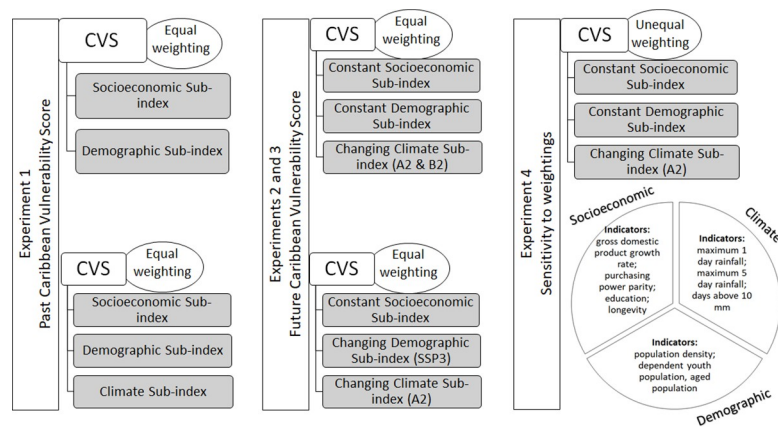 Experiment 1
Past Caribbean Vulnerability Score
CVS
Equal
weighting
Socioeconomic Sub-
index
Demographic Sub-index
CVS
Equal
weighting
Socioeconomic Sub-
index
Demographic Sub-index
Climate Sub-index
Experiments 2 and 3
Future Caribbean Vulnerability Score
CVS
Equal
weighting
Constant Socioeconomic
Sub-index
Constant Demographic
Sub-index
Changing Climate Sub-
index (A2 & B2)
CVS
Equal
weighting
Constant Socioeconomic
Sub-index
Changing Demographic
Sub-index (SSP3)
Changing Climate Sub-
index (A2)
Experiment 4
Sensitivity to weightings
CVS
Unequal
weighting
Constant Socioeconomic
Sub-index
Constant Demographic
Sub-index
Changing Climate Sub-
index (A2)
Socioeconomic
Indicators:
gross domestic
product growth
rate;
purchasing
power parity;
education;
longevity
Climate
Indicators:
maximum 1
day rainfall;
maximum 5
day rainfall;
days above 10
mm
Indicators:
population density;
dependent youth
population, aged
population
Demographic